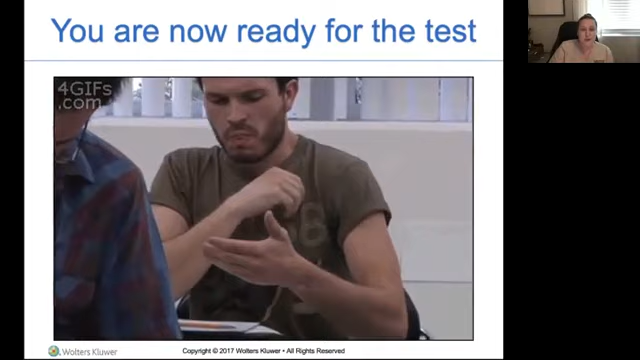 You are now ready for the test
4GIFs
.com
Wolters Kluwer
Copyright © 2017 Wolters Kluwer • All Rights Reserved